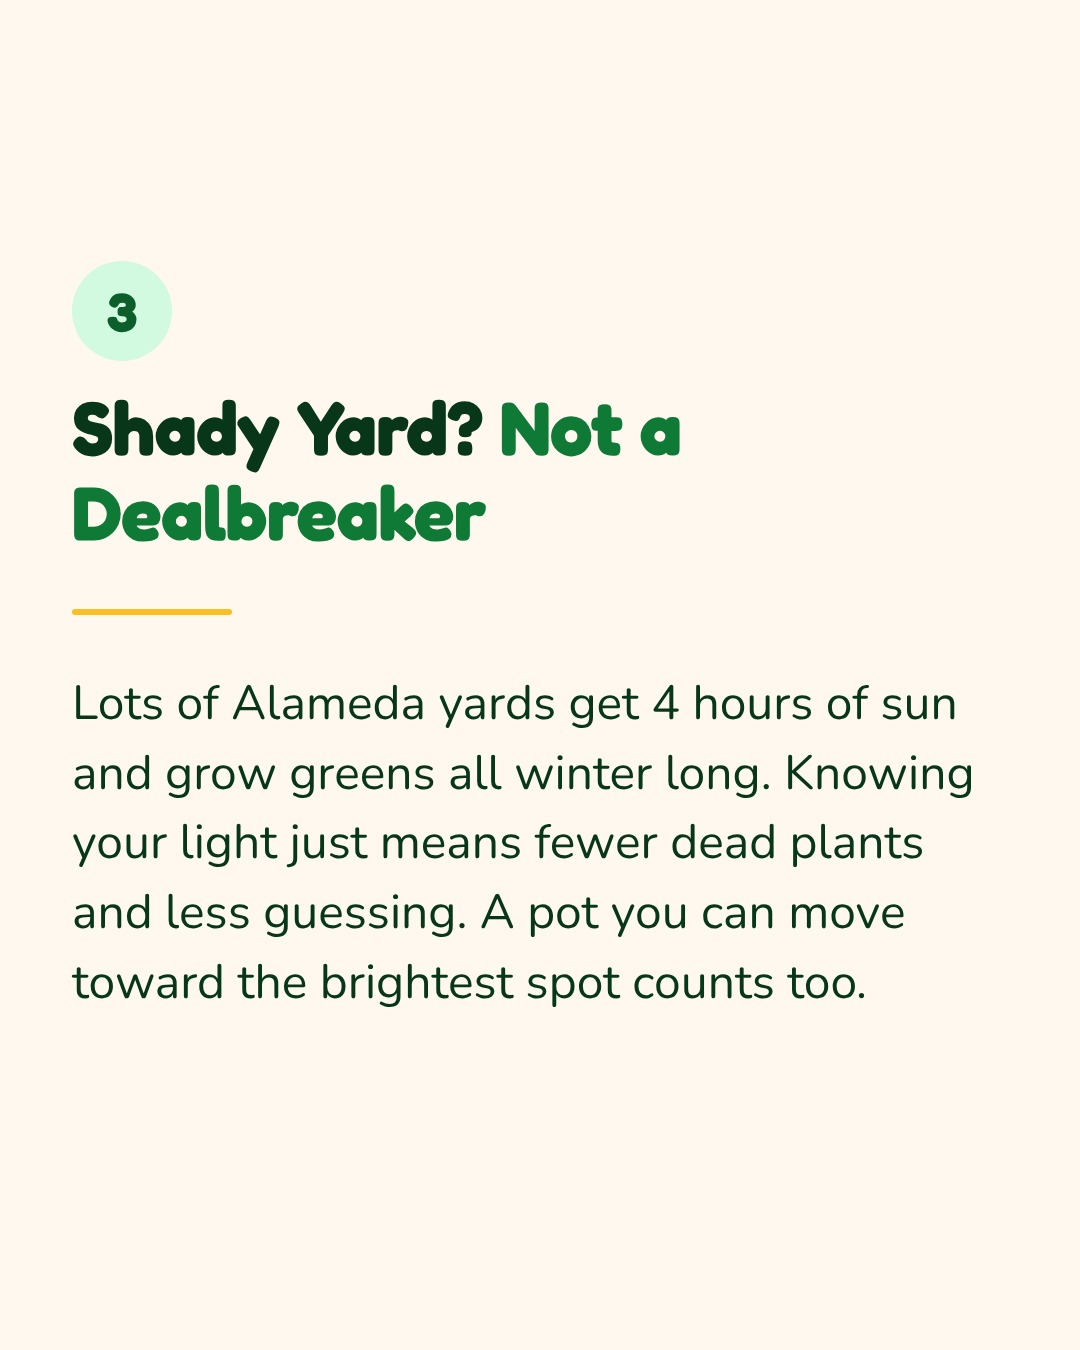 3
Shady Yard? Not a
Dealbreaker
Lots of Alameda yards get 4 hours of sun
and grow greens all winter long. Knowing
your light just means fewer dead plants
and less guessing. A pot you can move
toward the brightest spot counts too.